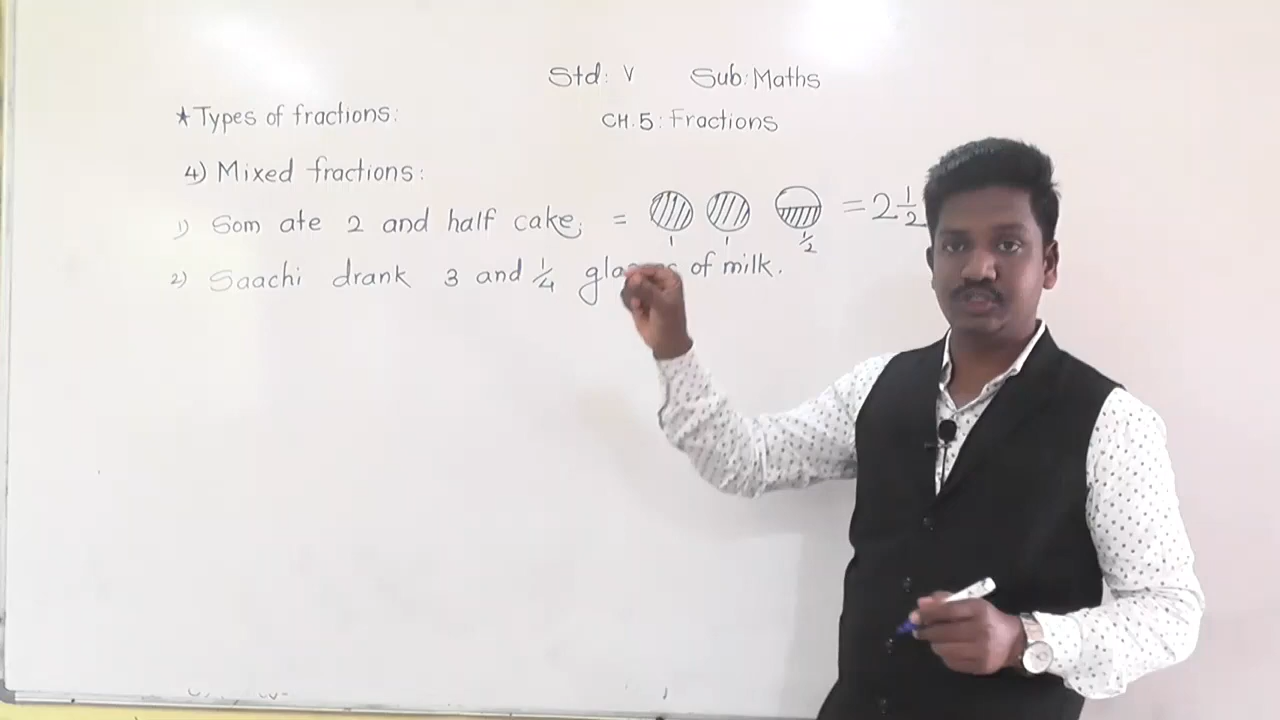 Std: V Sub: Maths
★Types of fractions:
CH.5: Fractions
4) Mixed fractions:
1) Som ate 2 and half cake. = = 2 1/2
1 1 1/2
2) Saachi drank 3 and 1/4 of milk.